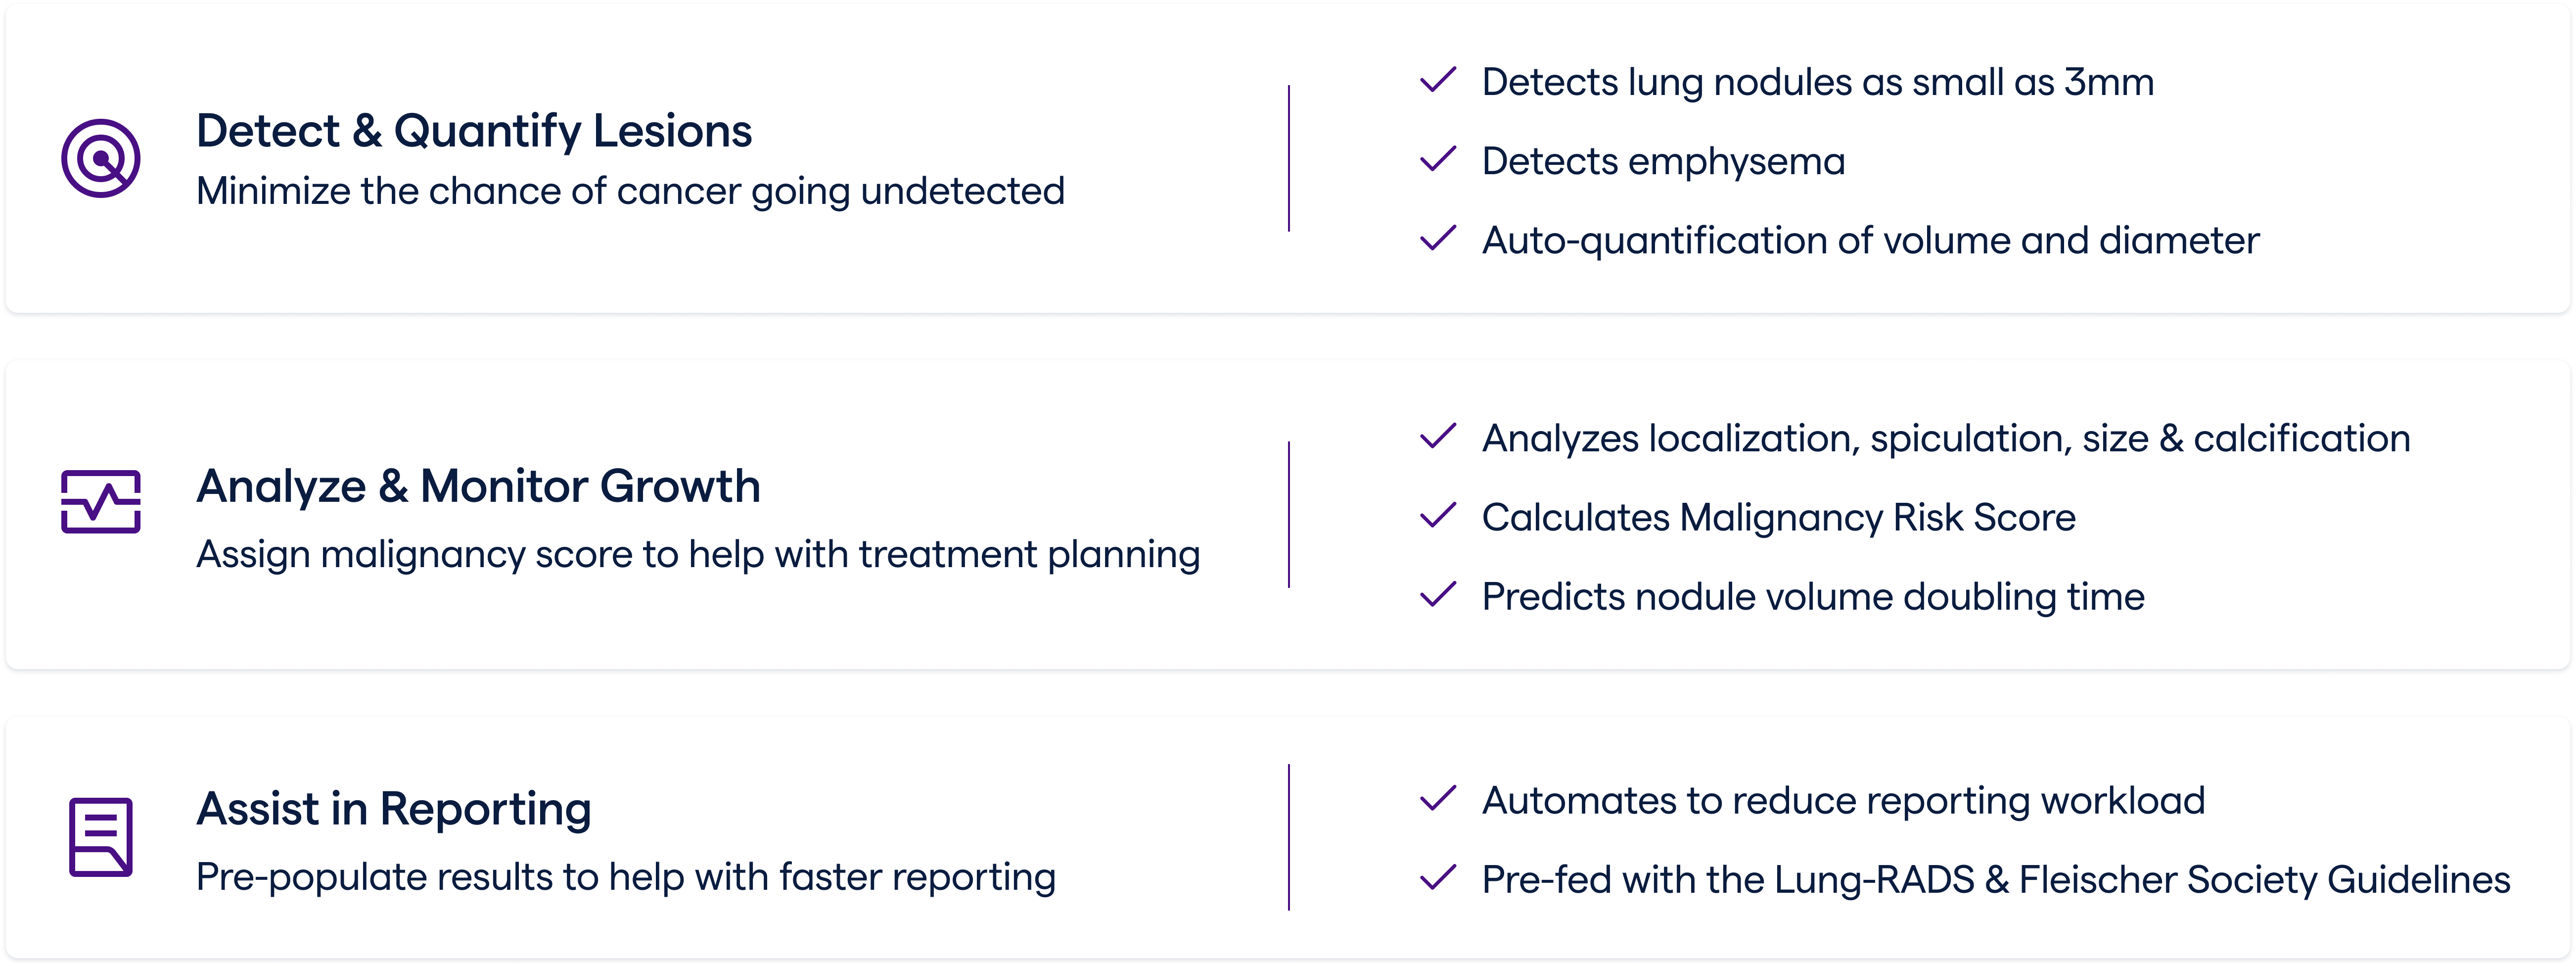 Detect & Quantify Lesions
Minimize the chance of cancer going undetected
Detects lung nodules as small as 3mm
Detects emphysema
Auto-quantification of volume and diameter
Analyze & Monitor Growth
Assign malignancy score to help with treatment planning
Analyzes localization, spiculation, size & calcification
Calculates Malignancy Risk Score
Predicts nodule volume doubling time
Assist in Reporting
Pre-populate results to help with faster reporting
Automates to reduce reporting workload
Pre-fed with the Lung-RADS & Fleischer Society Guidelines